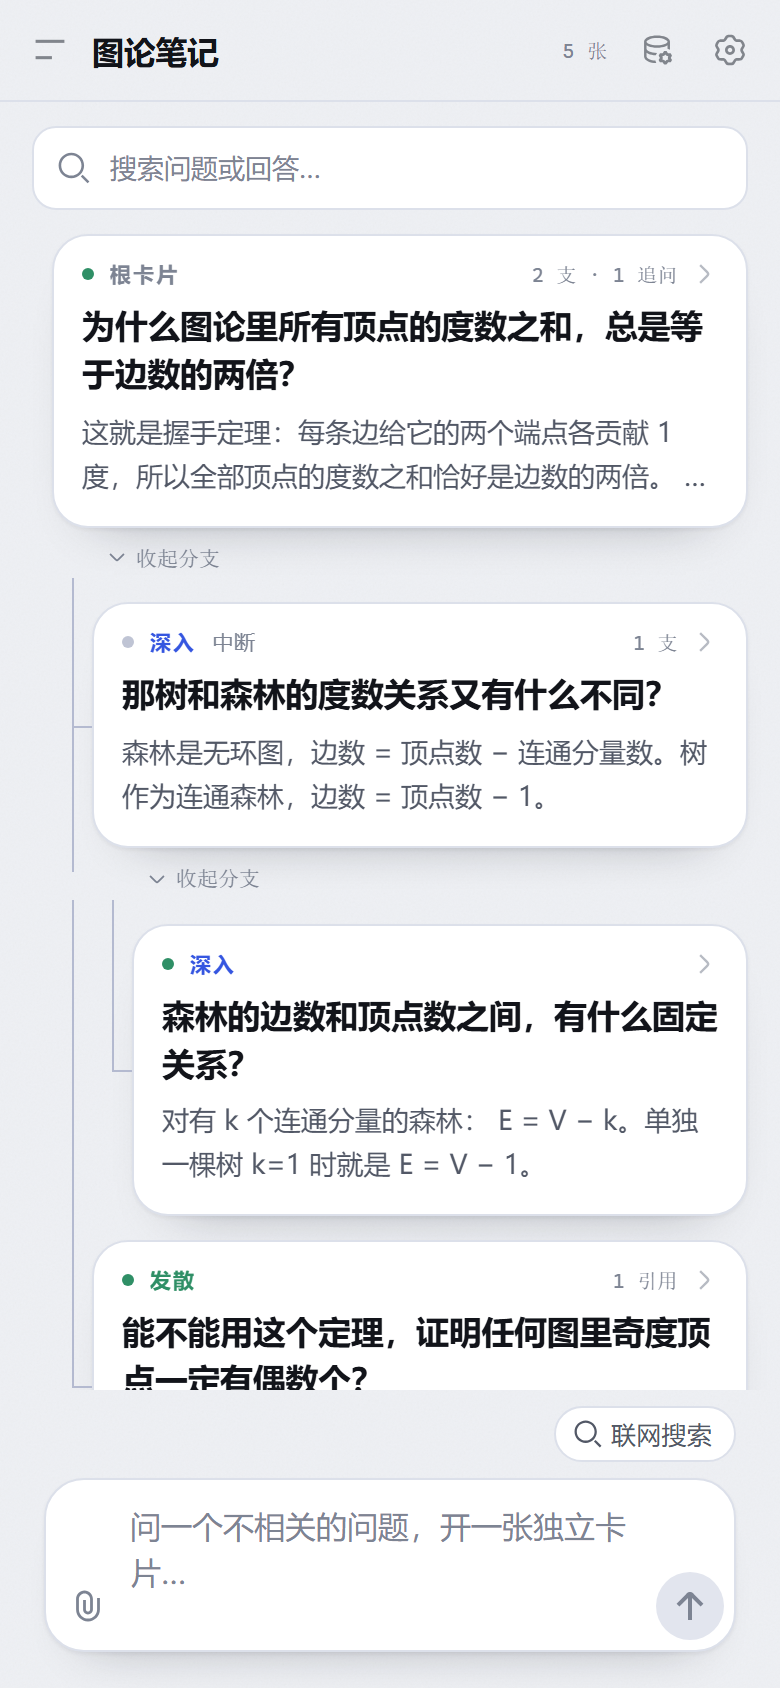 图论笔记
5 张
搜索问题或回答...
根卡片
2 支 · 1 追问
为什么图论里所有顶点的度数之和，总是等
于边数的两倍？
这就是握手定理：每条边给它的两个端点各贡献 1
度，所以全部顶点的度数之和恰好是边数的两倍。 ...
收起分支
深入 中断
1 支
那树和森林的度数关系又有什么不同？
森林是无环图，边数 = 顶点数 − 连通分量数。树
作为连通森林，边数 = 顶点数 − 1。
收起分支
深入
森林的边数和顶点数之间，有什么固定
关系？
对有 k 个连通分量的森林： E = V − k。单独
一棵树 k=1 时就是 E = V − 1。
发散
1 引用
能不能用这个定理，证明任何图里奇度顶
点一定有偶数个？
联网搜索
问一个不相关的问题，开一张独立卡
片...